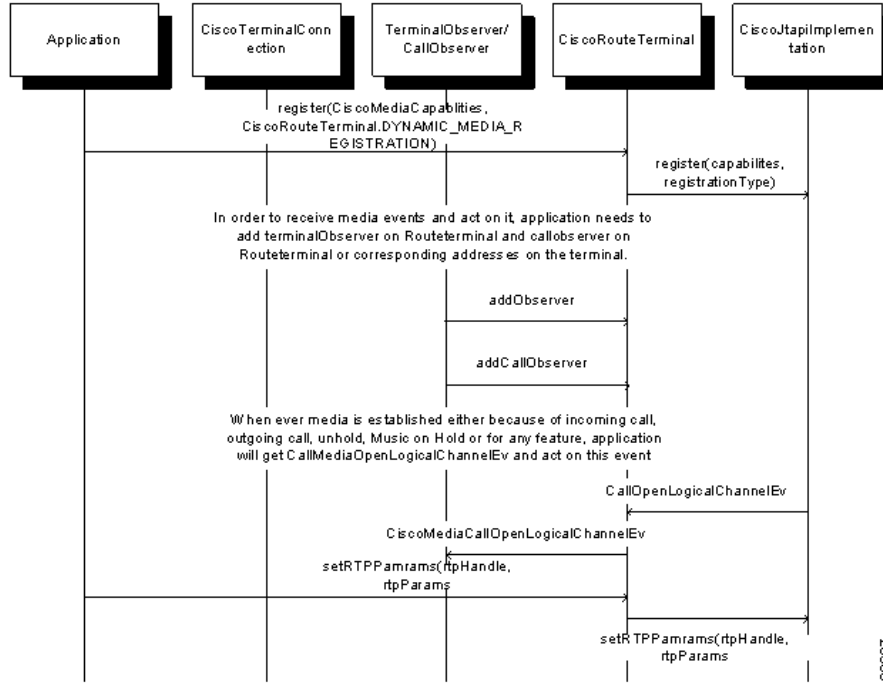 Application
CiscoTerminalConn
ection
TerminalObserver/
CallObserver
CiscoRouteTerminal
CiscoJtapiImplemen
tation
register(CiscoMediaCapablities,
CiscoRouteTerminal.DYNAMIC_MEDIA_R
EGISTRATION)
register(capabilites,
registrationType)
In order to receive media events and act on it, application needs to
add terminalObserver on Routeterminal and callobserver on
Routeterminal or corresponding addresses on the terminal.
addObserver
addCallObserver
When ever media is established either because of incoming call,
outgoing call, unhold, Music on Hold or for any feature, application
will get CallMediaOpenLogicalChannelEv and act on this event
CallOpenLogicalChannelEv
CiscoMediaCallOpenLogicalChannelEv
setRTPPamrams(rtpHandle,
rtpParams
setRTPPamrams(rtpHandle,
rtpParams